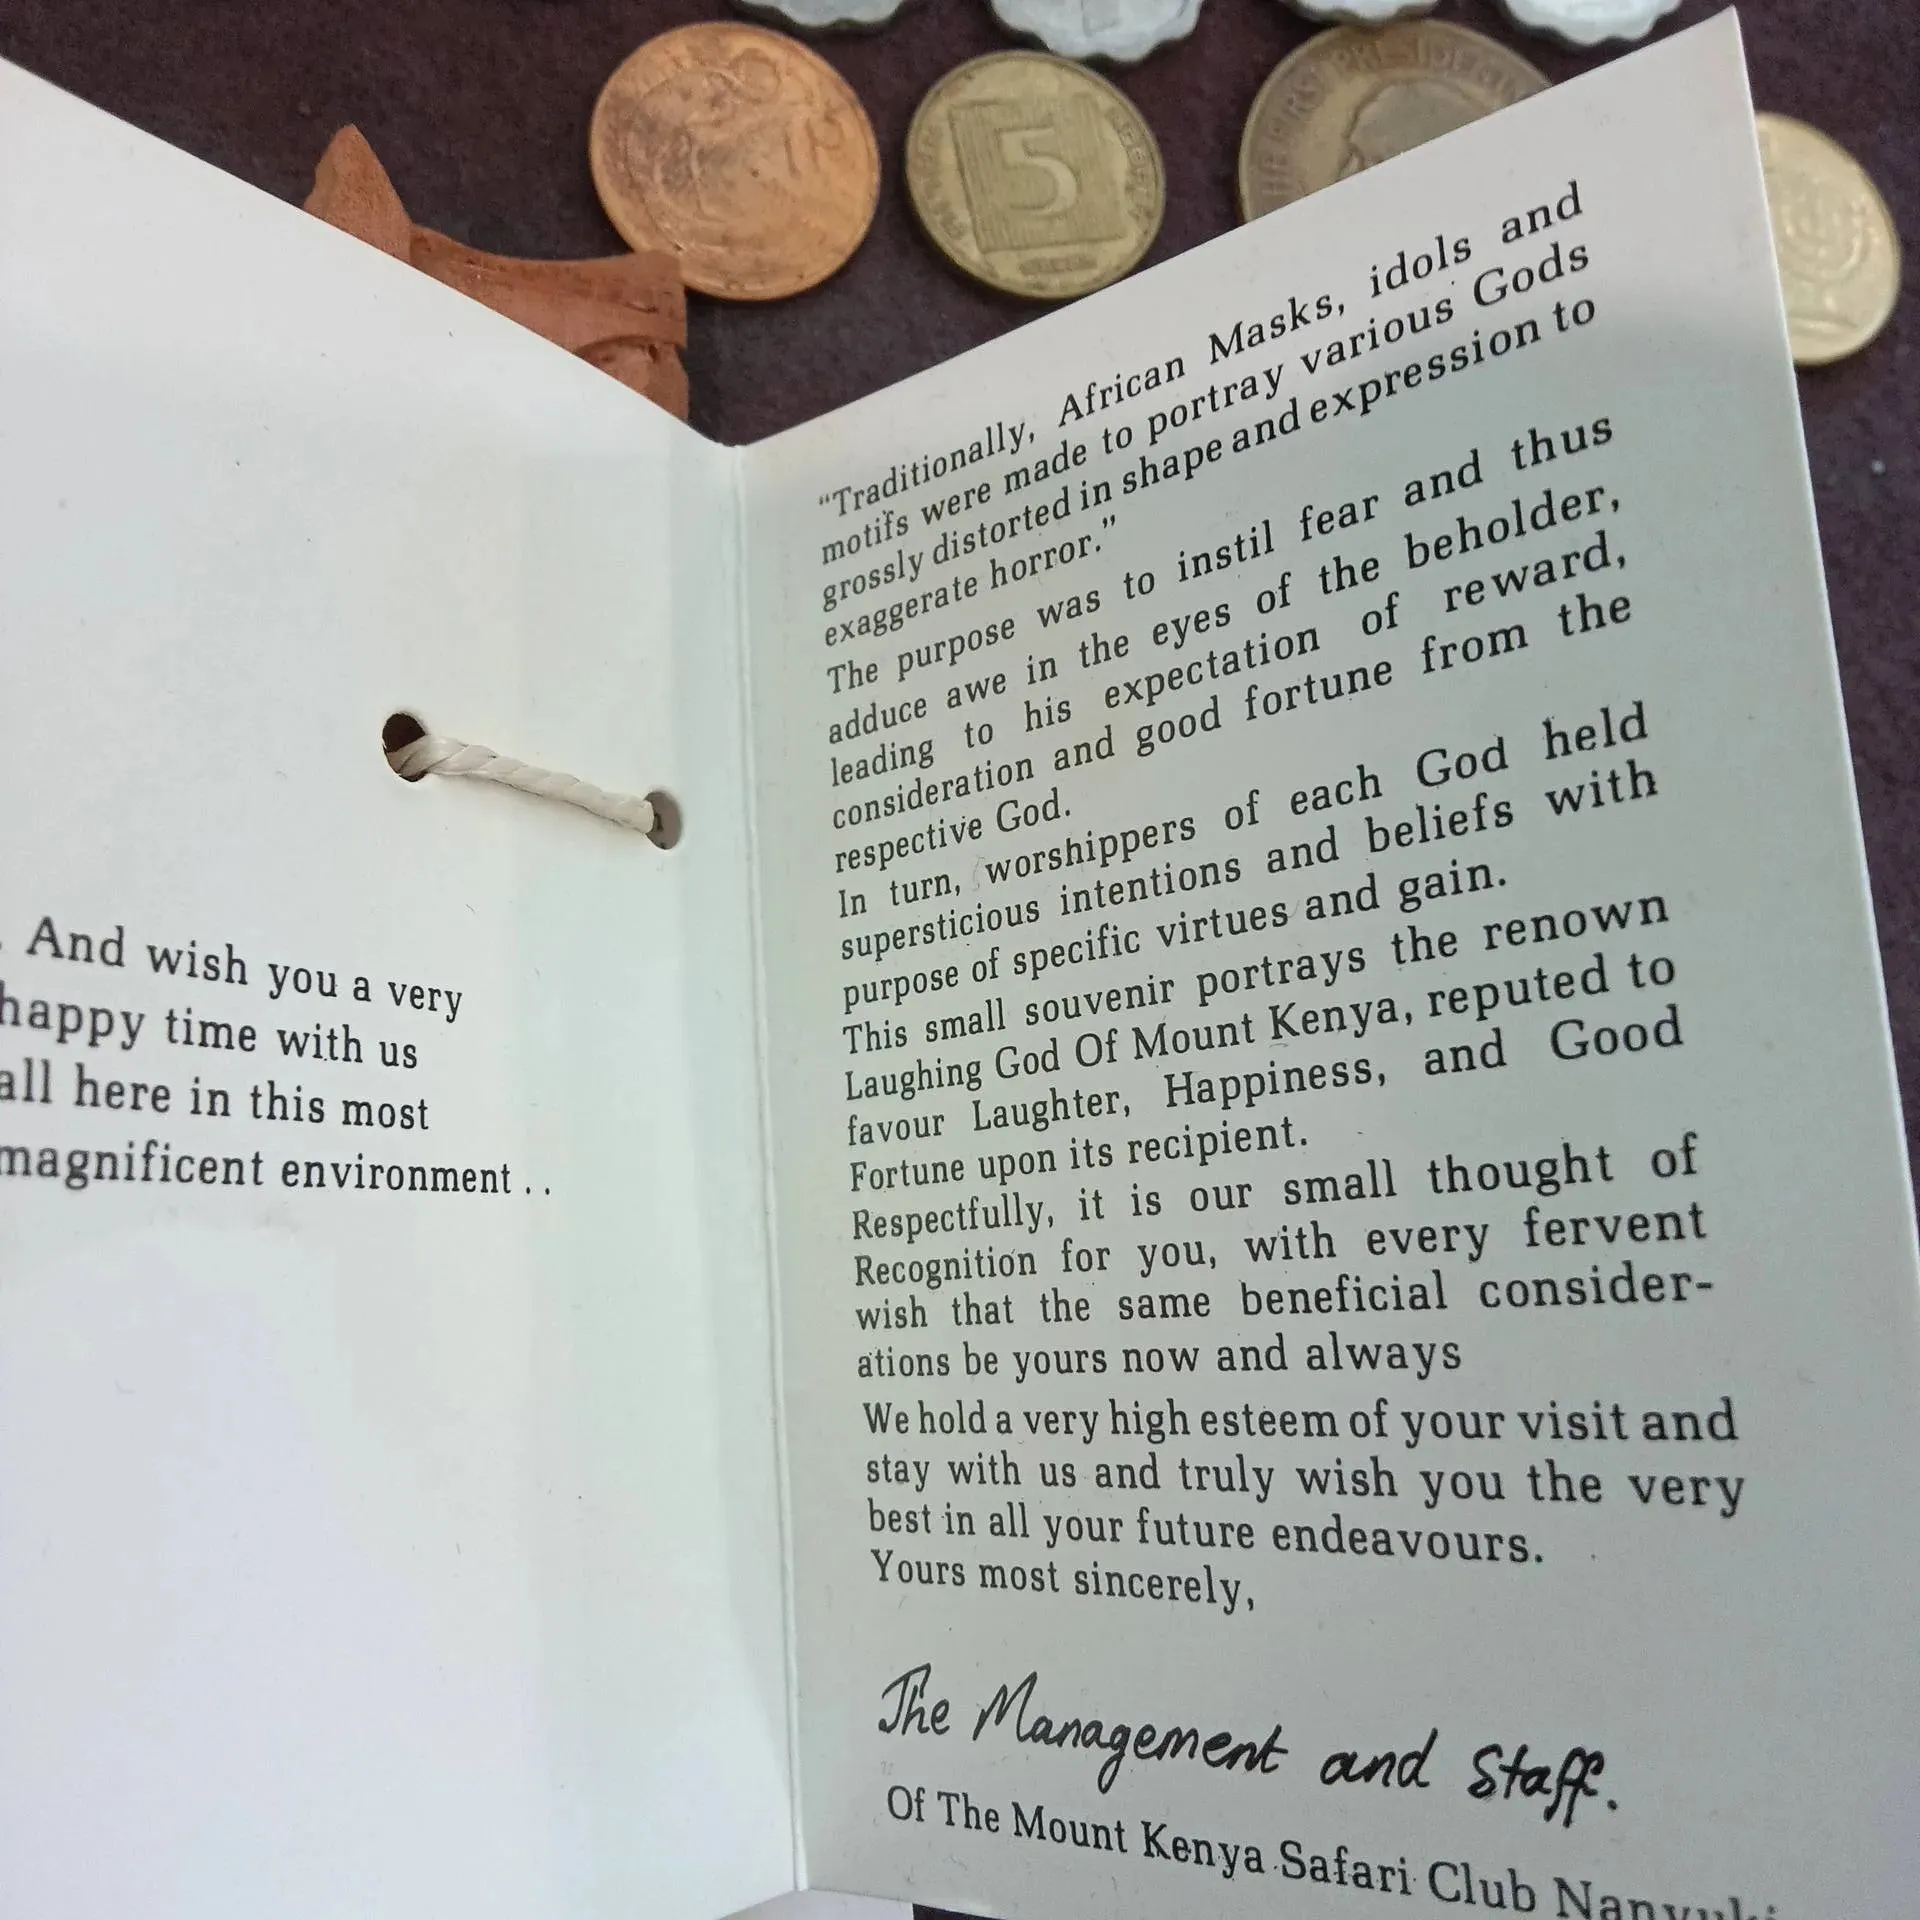 THE FIRST PRESIDENT
5
. And wish you a very
happy time with us
all here in this most
magnificent environment . .
“Traditionally, African Masks, idols and
motifs were made to portray various Gods
grossly distorted in shape and expression to
exaggerate horror.”
The purpose was to instil fear and thus
adduce awe in the eyes of the beholder,
leading to his expectation of reward,
consideration and good fortune from the
respective God.
In turn, worshippers of each God held
supersticious intentions and beliefs with
purpose of specific virtues and gain.
This small souvenir portrays the renown
Laughing God Of Mount Kenya, reputed to
favour Laughter, Happiness, and Good
Fortune upon its recipient.
Respectfully, it is our small thought of
Recognition for you, with every fervent
wish that the same beneficial consider-
ations be yours now and always
We hold a very high esteem of your visit and
stay with us and truly wish you the very
best in all your future endeavours.
Yours most sincerely,
The Management and Staff.
Of The Mount Kenya Safari Club Nanyuki